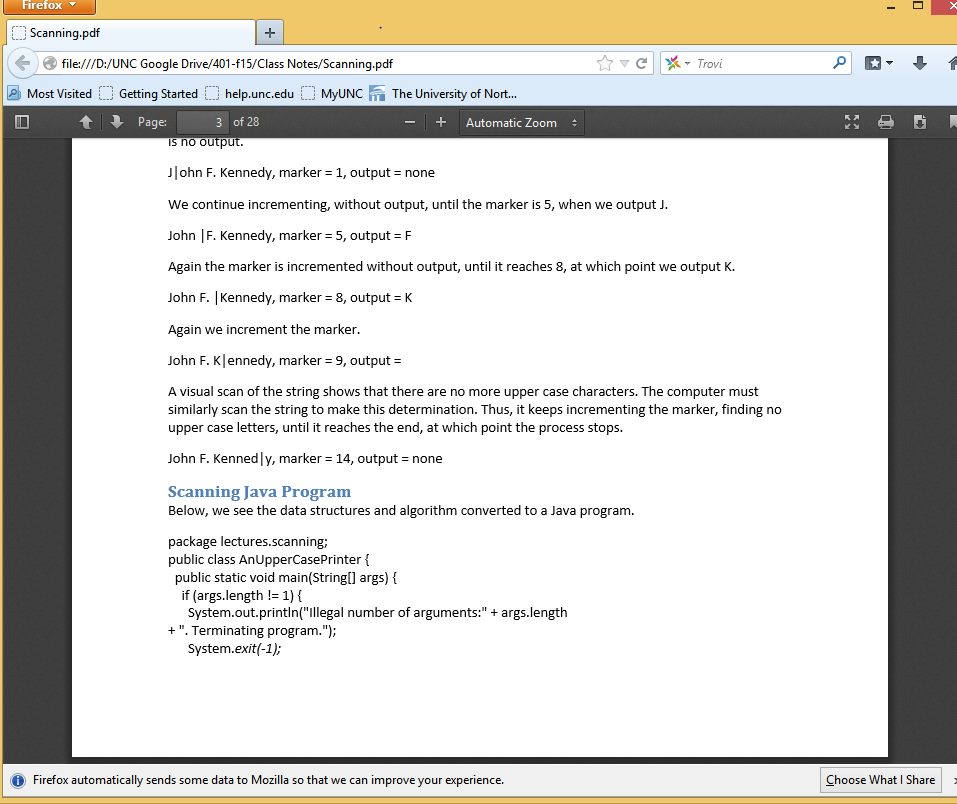 Firefox
Scanning.pdf
file:///D:/UNC Google Drive/401-f15/Class Notes/Scanning.pdf
Trovi
Most Visited Getting Started help.unc.edu MyUNC The University of Nort...
Page: 3 of 28
Automatic Zoom
is no output.
J|ohn F. Kennedy, marker = 1, output = none
We continue incrementing, without output, until the marker is 5, when we output J.
John |F. Kennedy, marker = 5, output = F
Again the marker is incremented without output, until it reaches 8, at which point we output K.
John F. |Kennedy, marker = 8, output = K
Again we increment the marker.
John F. K|ennedy, marker = 9, output =
A visual scan of the string shows that there are no more upper case characters. The computer must
similarly scan the string to make this determination. Thus, it keeps incrementing the marker, finding no
upper case letters, until it reaches the end, at which point the process stops.
John F. Kenned|y, marker = 14, output = none
Scanning Java Program
Below, we see the data structures and algorithm converted to a Java program.
package lectures.scanning;
public class AnUpperCasePrinter {
public static void main(String[] args) {
if (args.length != 1) {
System.out.println("Illegal number of arguments:" + args.length
+ ". Terminating program.");
System.exit(-1);
Firefox automatically sends some data to Mozilla so that we can improve your experience.
Choose What I Share